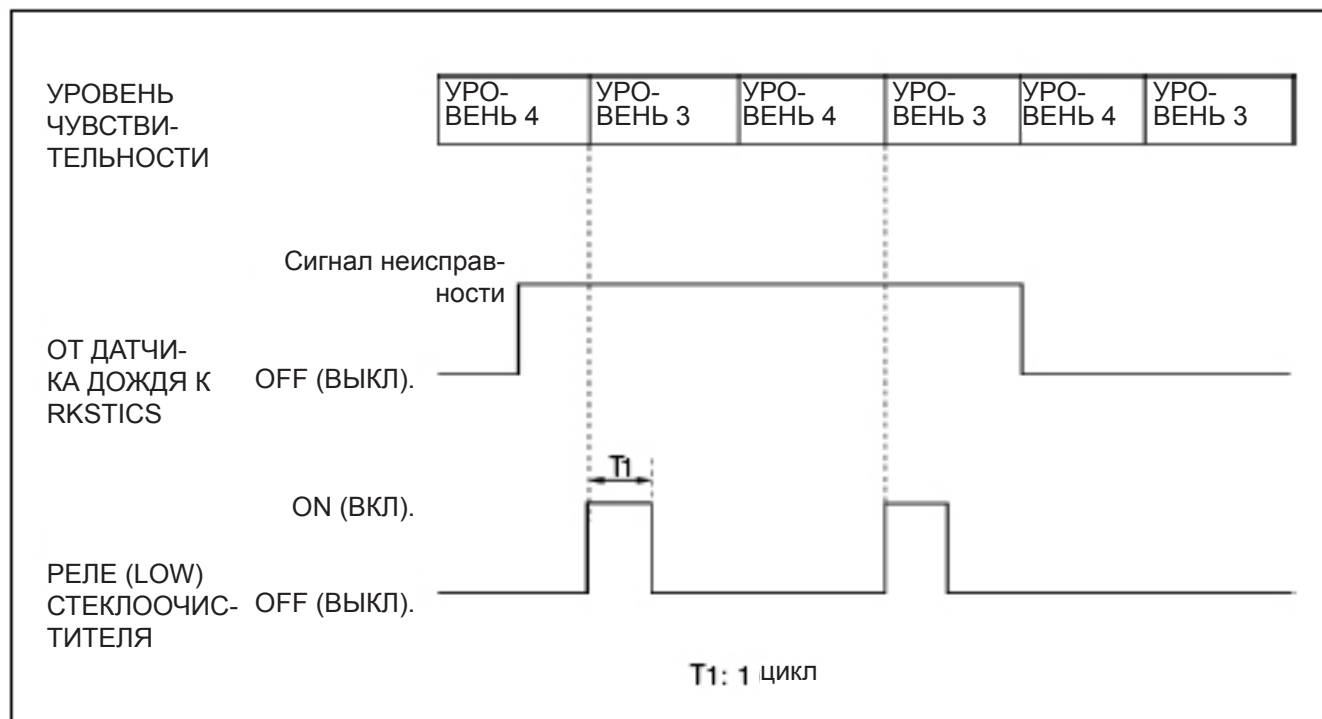 УРОВЕНЬ
ЧУВСТВИ-
ТЕЛЬНОСТИ
УРО-
ВЕНЬ 4
УРО-
ВЕНЬ 3
УРО-
ВЕНЬ 4
УРО-
ВЕНЬ 3
УРО-
ВЕНЬ 4
УРО-
ВЕНЬ 3
Сигнал неисправ-
ности
ОТ ДАТЧИ-
КА ДОЖДЯ К
RKSTICS
OFF (ВЫКЛ).
T1
ON (ВКЛ).
РЕЛЕ (LOW)
СТЕКЛООЧИС-
ТИТЕЛЯ
OFF (ВЫКЛ).
T1: 1 цикл